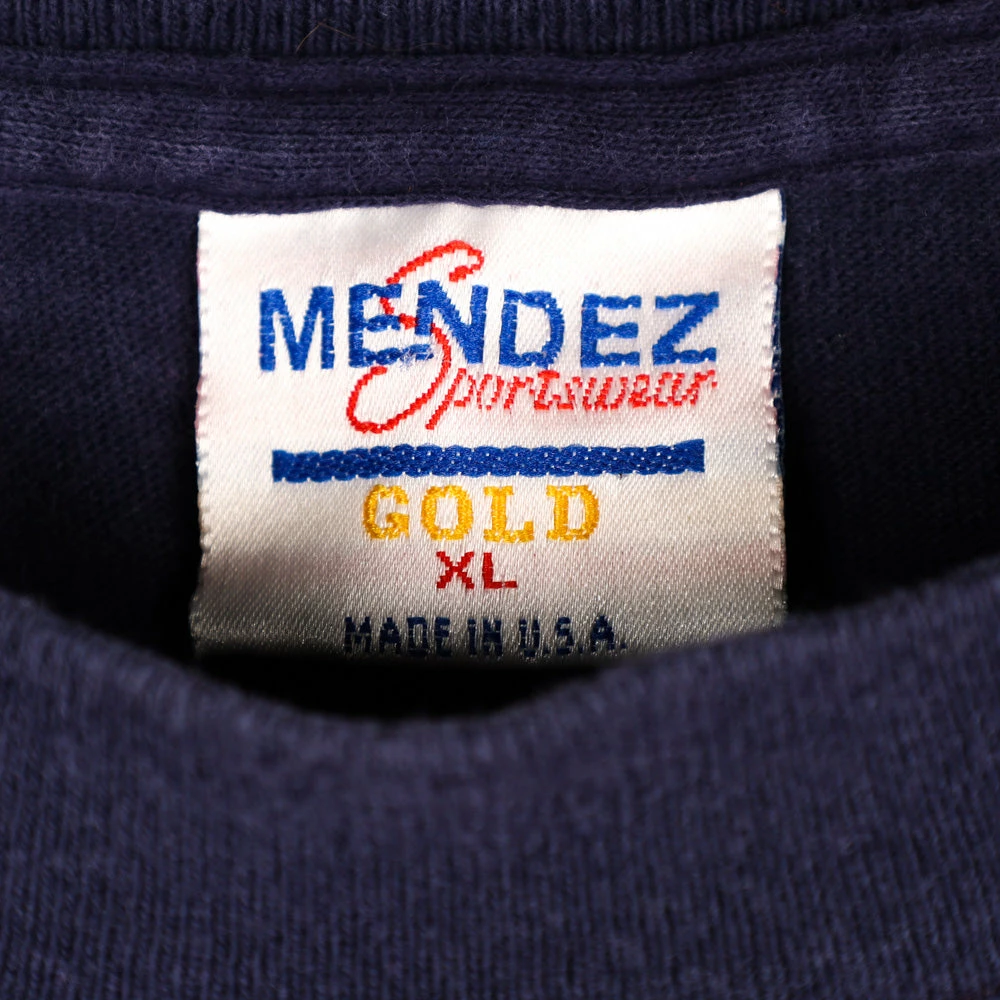 MENDEZ
Sportswear
GOLD
XL
MADE IN U.S.A.